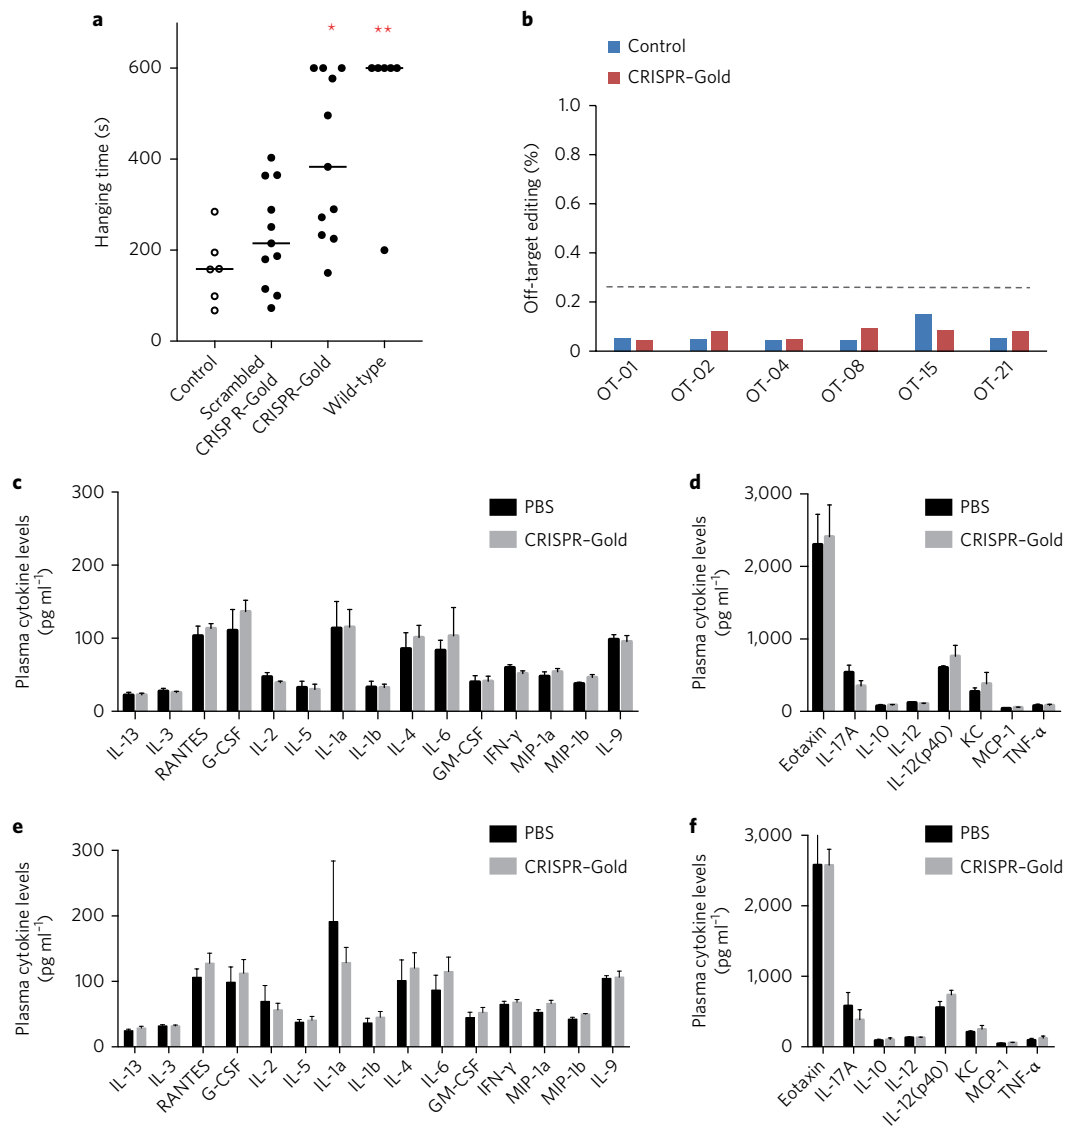 a
Hanging time (s)
600
400
200
0
* **
Control
Scrambled
CRISP R–Gold
CRISPR–Gold
Wild-type
b
Control
CRISPR–Gold
Off-target editing (%)
1.0
0.8
0.6
0.4
0.2
0
OT-01
OT-02
OT-04
OT-08
OT-15
OT-21
c
Plasma cytokine levels
(pg ml⁻¹)
300
200
100
0
PBS
CRISPR–Gold
IL-13
IL-3
RANTES
G-CSF
IL-2
IL-5
IL-1a
IL-1b
IL-4
IL-6
GM-CSF
IFN-γ
MIP-1a
MIP-1b
IL-9
d
Plasma cytokine levels
(pg ml⁻¹)
3,000
2,000
1,000
0
PBS
CRISPR–Gold
Eotaxin
IL-17A
IL-10
IL-12
IL-12(p40)
KC
MCP-1
TNF-α
e
Plasma cytokine levels
(pg ml⁻¹)
300
200
100
0
PBS
CRISPR–Gold
IL-13
IL-3
RANTES
G-CSF
IL-2
IL-5
IL-1a
IL-1b
IL-4
IL-6
GM-CSF
IFN-γ
MIP-1a
MIP-1b
IL-9
f
Plasma cytokine levels
(pg ml⁻¹)
3,000
2,000
1,000
0
PBS
CRISPR–Gold
Eotaxin
IL-17A
IL-10
IL-12
IL-12(p40)
KC
MCP-1
TNF-α